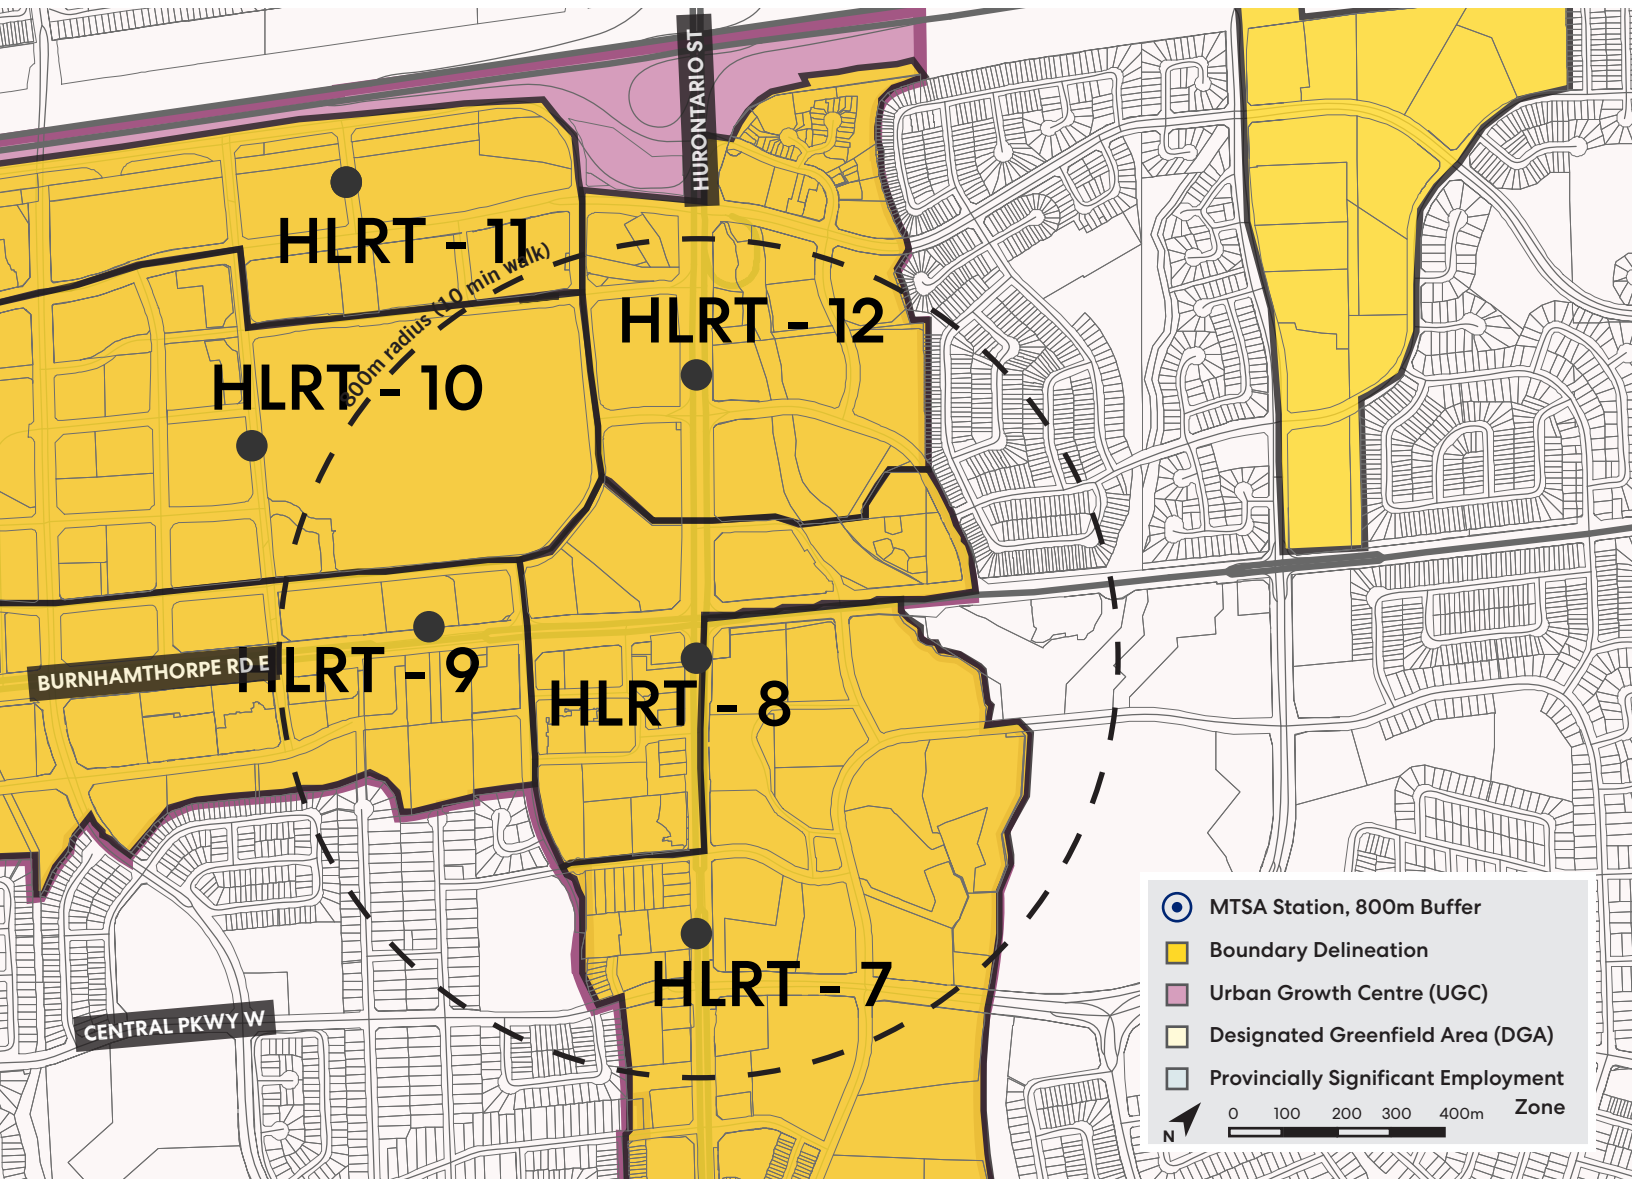 HURONTARIO ST
HLRT - 11
800m radius (10 min walk)
HLRT - 12
HLRT - 10
BURNHAMTHORPE RD E
HLRT - 9
HLRT - 8
HLRT - 7
CENTRAL PKWY W
MTSA Station, 800m Buffer
Boundary Delineation
Urban Growth Centre (UGC)
Designated Greenfield Area (DGA)
Provincially Significant Employment
Zone
0 100 200 300 400m
N